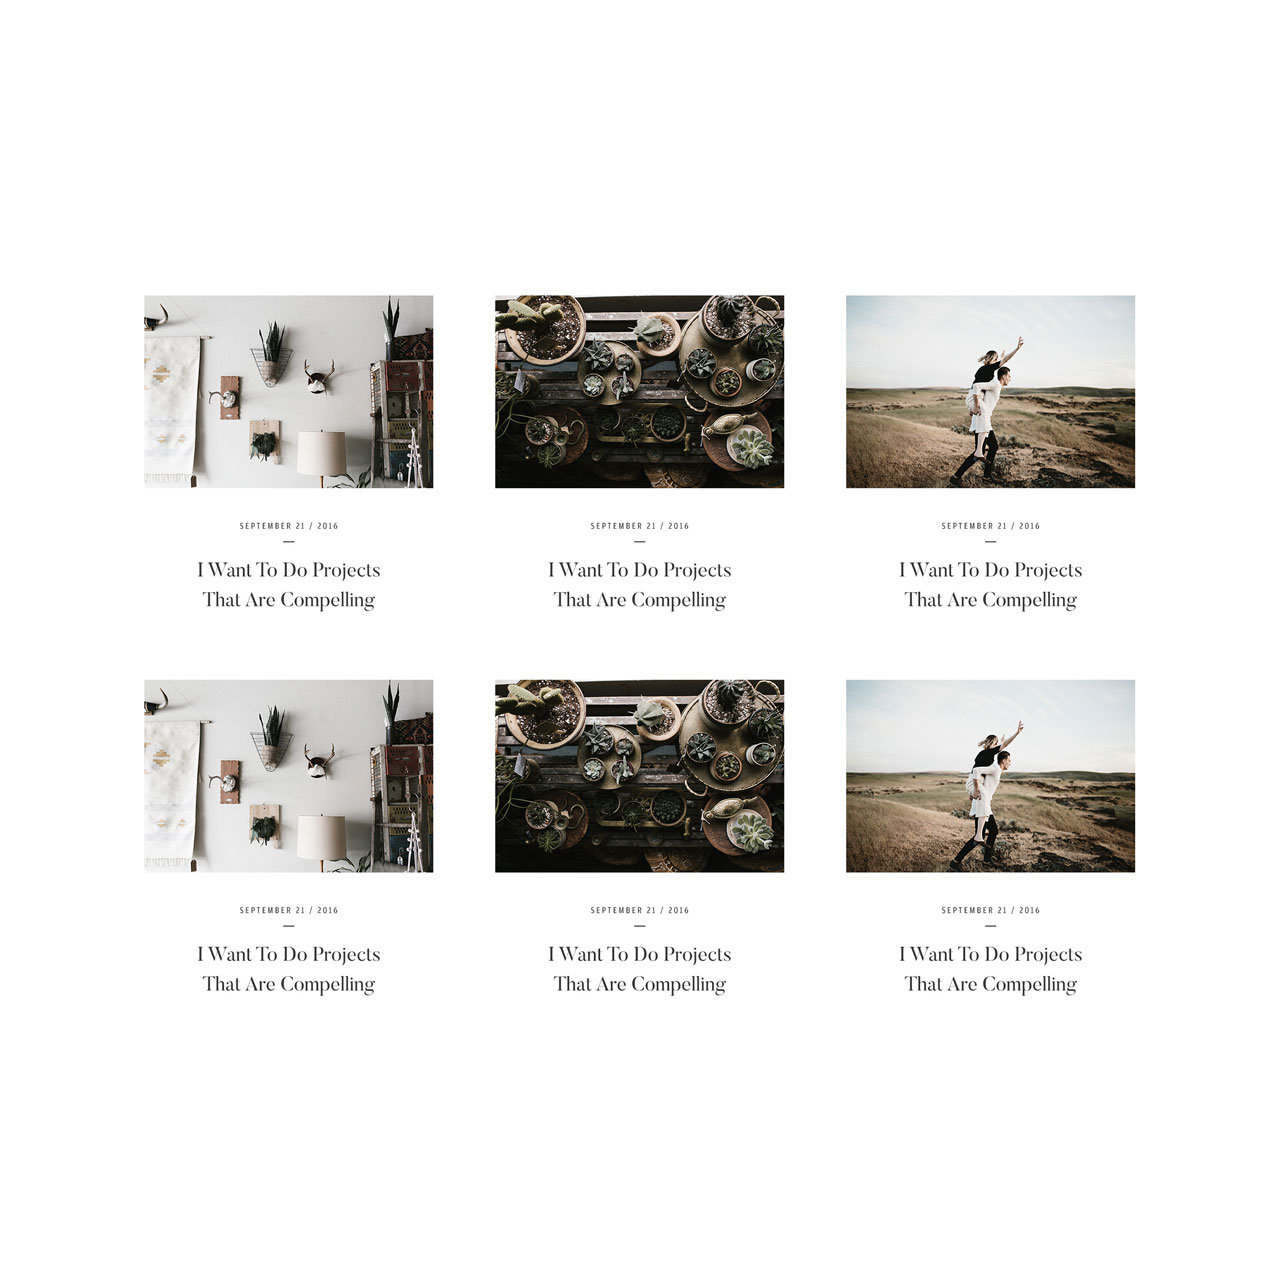 SEPTEMBER 21 / 2016
I Want To Do Projects
That Are Compelling
SEPTEMBER 21 / 2016
I Want To Do Projects
That Are Compelling
SEPTEMBER 21 / 2016
I Want To Do Projects
That Are Compelling
SEPTEMBER 21 / 2016
I Want To Do Projects
That Are Compelling
SEPTEMBER 21 / 2016
I Want To Do Projects
That Are Compelling
SEPTEMBER 21 / 2016
I Want To Do Projects
That Are Compelling